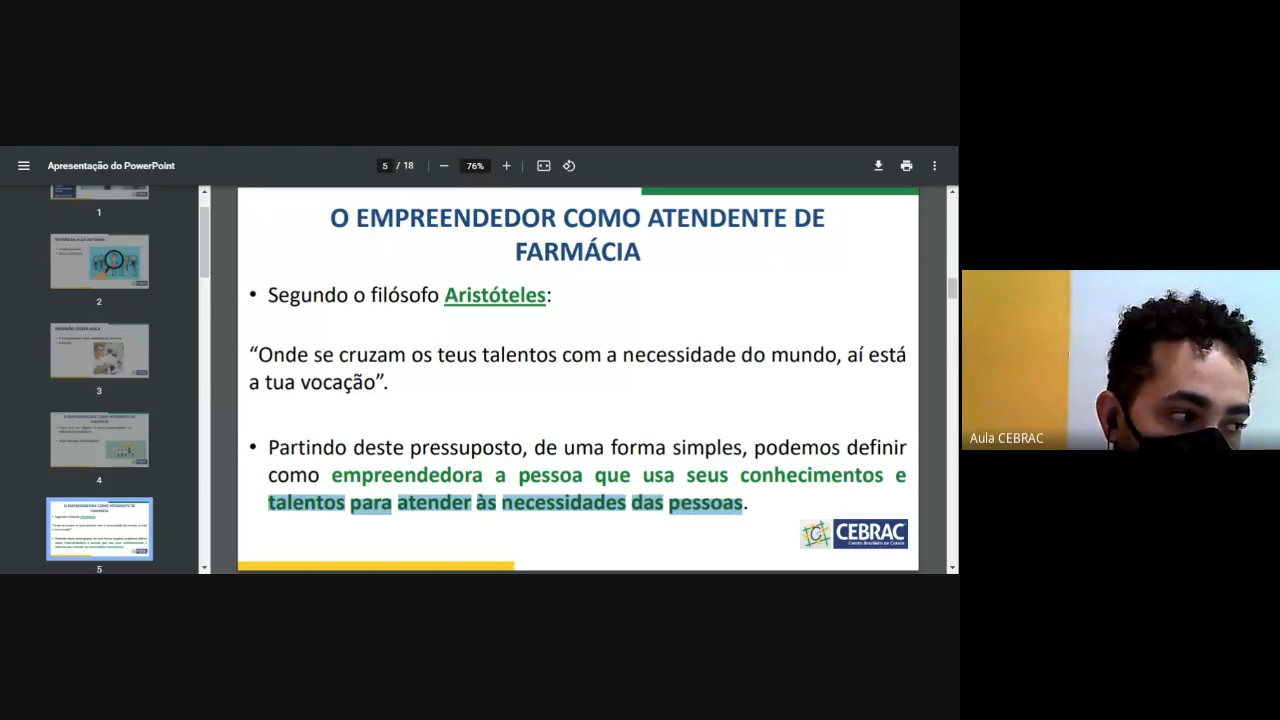 Apresentação do PowerPoint
5 / 18
76%
1
2
3
4
5
O EMPREENDEDOR COMO ATENDENTE DE
FARMÁCIA
• Segundo o filósofo Aristóteles:
“Onde se cruzam os teus talentos com a necessidade do mundo, aí está
a tua vocação”.
• Partindo deste pressuposto, de uma forma simples, podemos definir
como empreendedora a pessoa que usa seus conhecimentos e
talentos para atender às necessidades das pessoas.
CEBRAC
Centro Brasileiro de Cursos
Aula CEBRAC